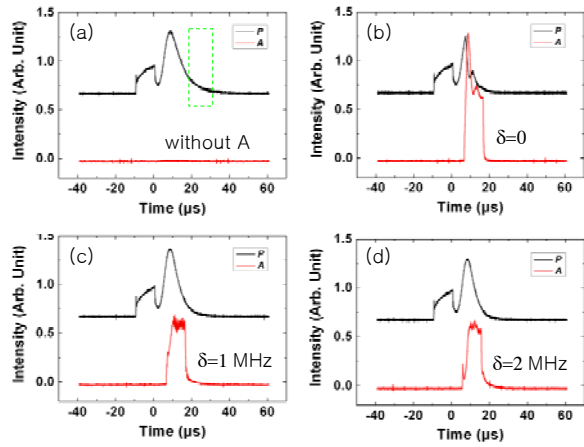 (a)
P
A
without A
Intensity (Arb. Unit)
1.5
1.0
0.5
0.0
-40 -20 0 20 40 60
Time (μs)
(b)
P
A
δ=0
Intensity (Arb. Unit)
1.5
1.0
0.5
0.0
-40 -20 0 20 40 60
Time (μs)
(c)
P
A
δ=1 MHz
Intensity (Arb. Unit)
1.5
1.0
0.5
0.0
-40 -20 0 20 40 60
Time (μs)
(d)
P
A
δ=2 MHz
Intensity (Arb. Unit)
1.5
1.0
0.5
0.0
-40 -20 0 20 40 60
Time (μs)